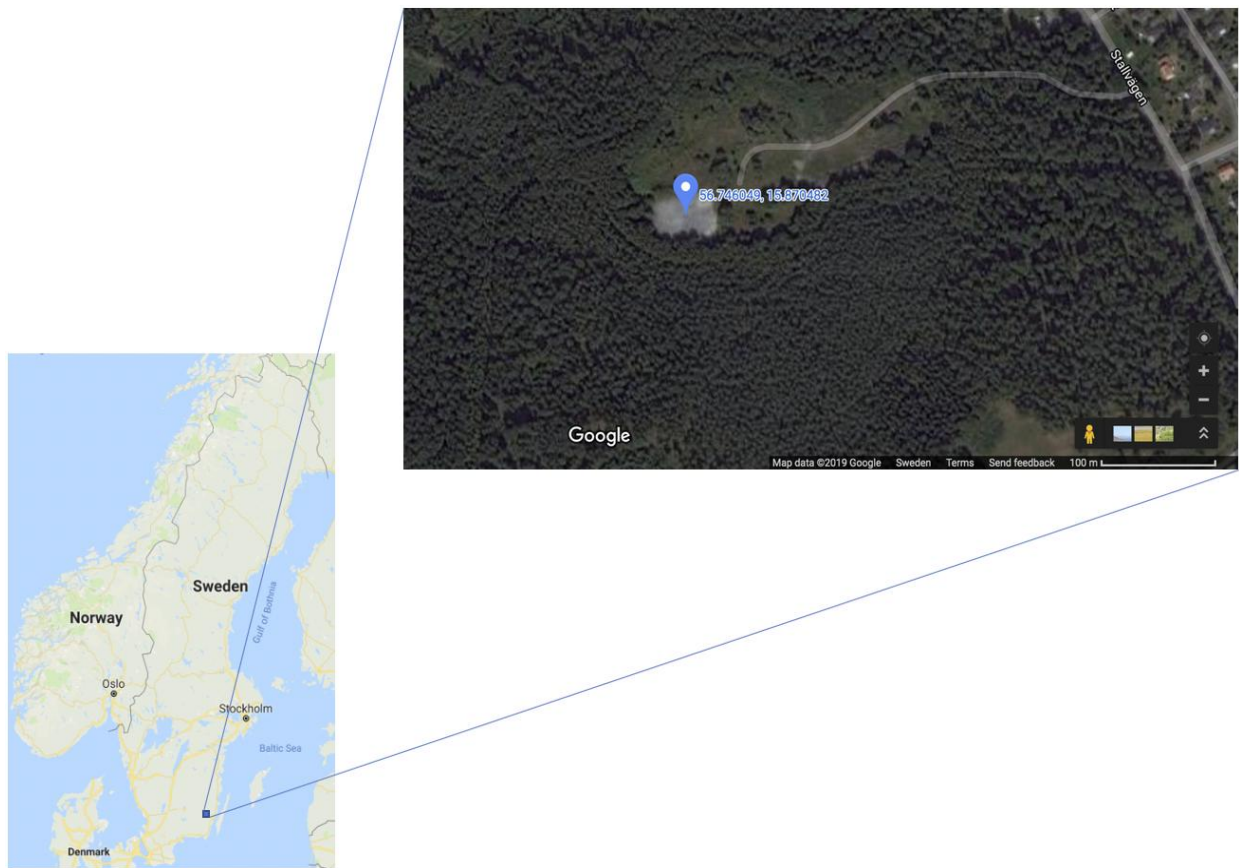 Stallvägen
56.746049, 15.870482
Google
Map data ©2019 Google Sweden Terms Send feedback 100 m
Sweden
Norway
Gulf of Bothnia
Oslo
Stockholm
Baltic Sea
Denmark